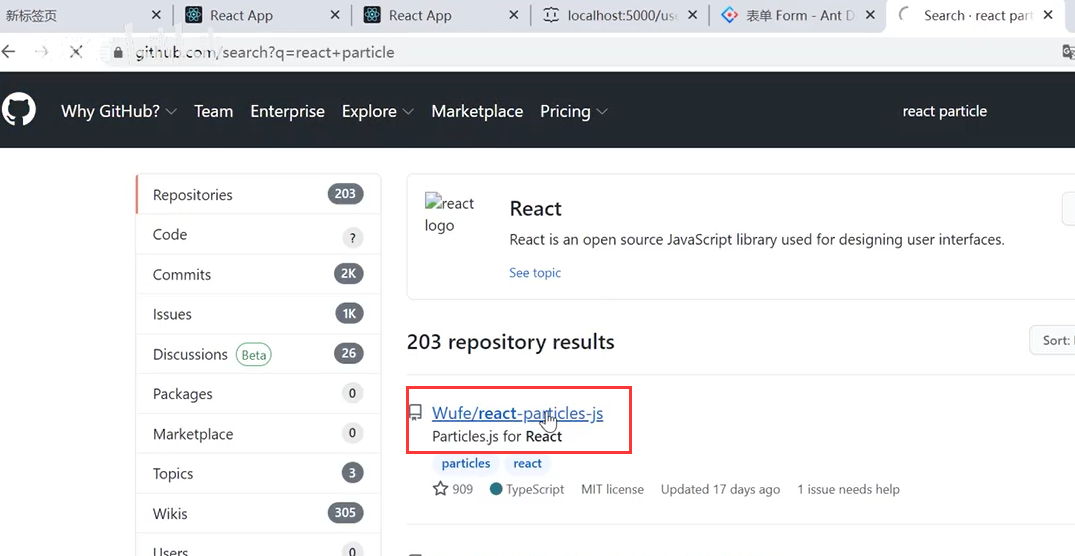 新标签页
React App
React App
localhost:5000/us
表单 Form - Ant D
Search · react part
github.com/search?q=react+particle
Why GitHub? Team Enterprise Explore Marketplace Pricing react particle
Repositories 203
Code ?
Commits 2K
Issues 1K
Discussions Beta 26
Packages 0
Marketplace 0
Topics 3
Wikis 305
Users 0
react logo
React
React is an open source JavaScript library used for designing user interfaces.
See topic
203 repository results
Sort:
Wufe/react-particles-js
Particles.js for React
particles react
909 TypeScript MIT license Updated 17 days ago 1 issue needs help